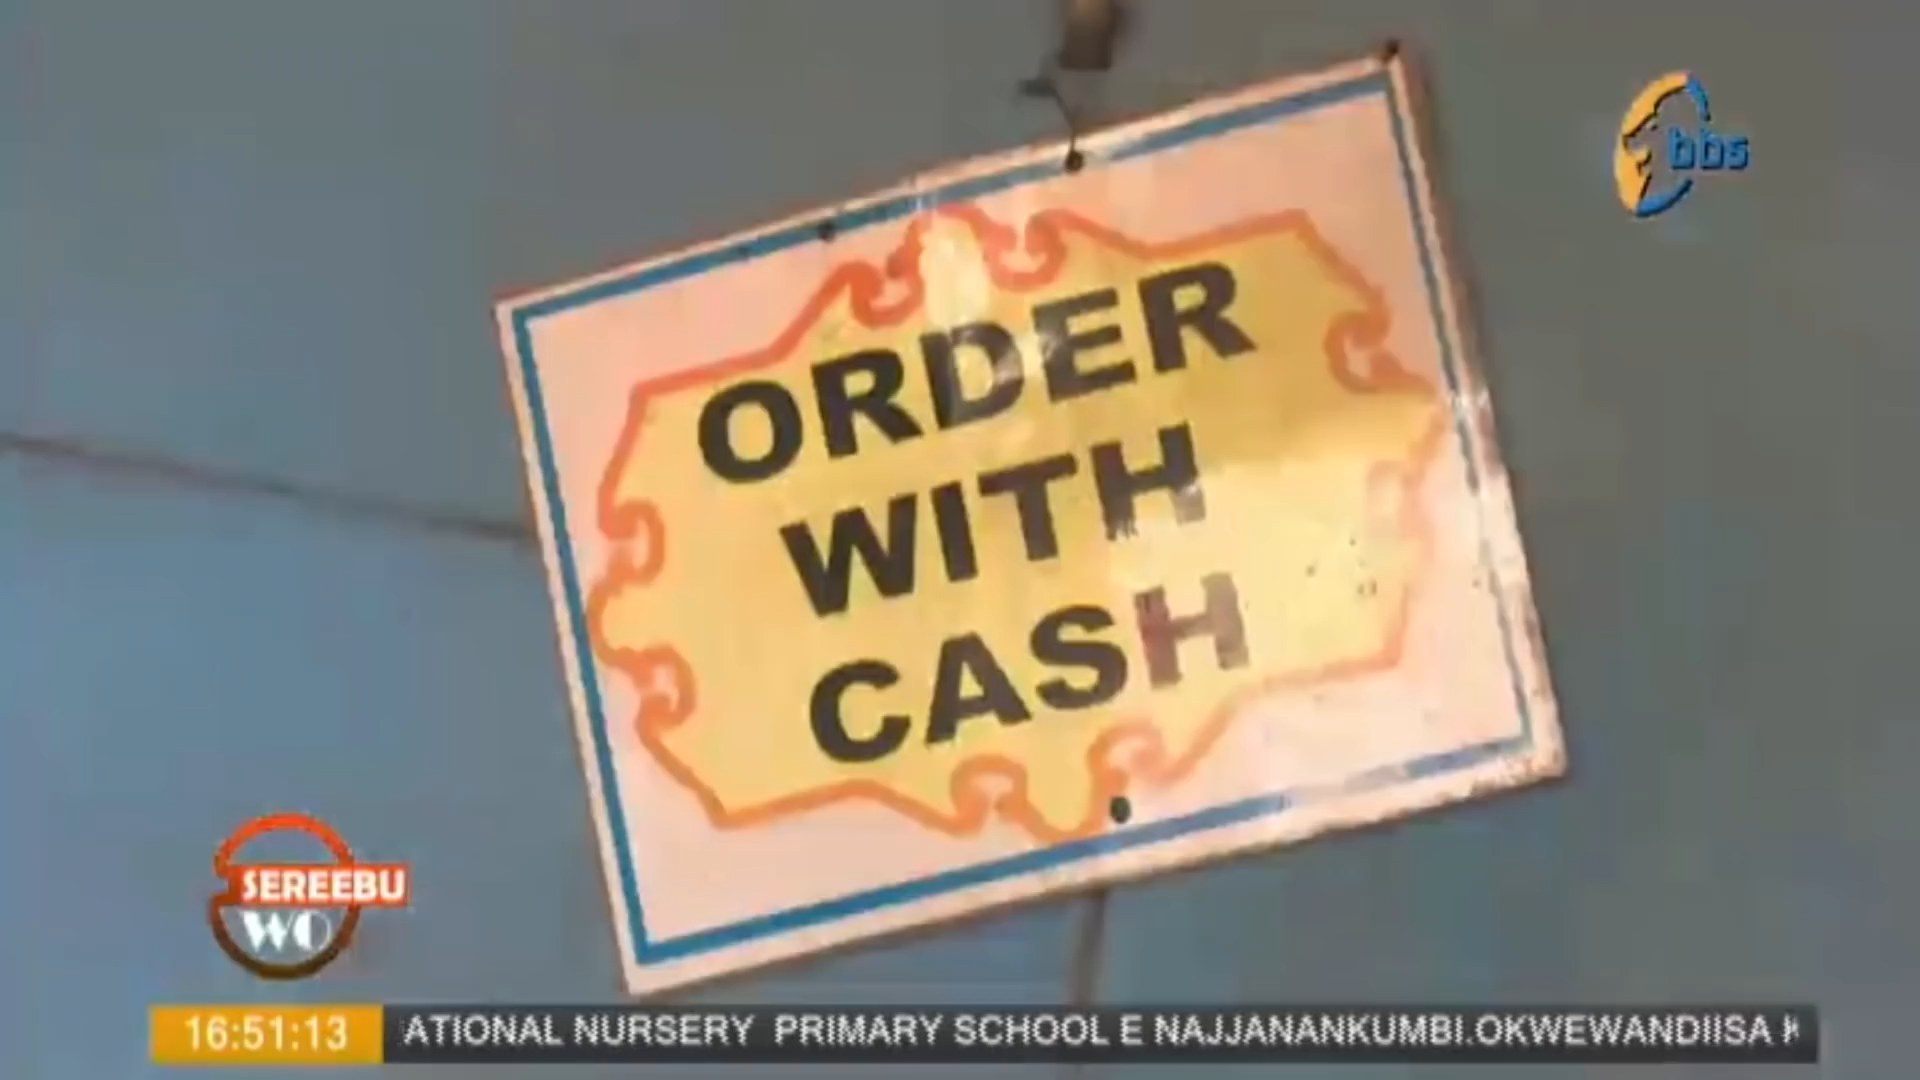 bbs
ORDER
WITH
CASH
SEREEBU
WO
16:51:13
ATIONAL NURSERY PRIMARY SCHOOL E NAJJANANKUMBI.OKWEWANDIISA